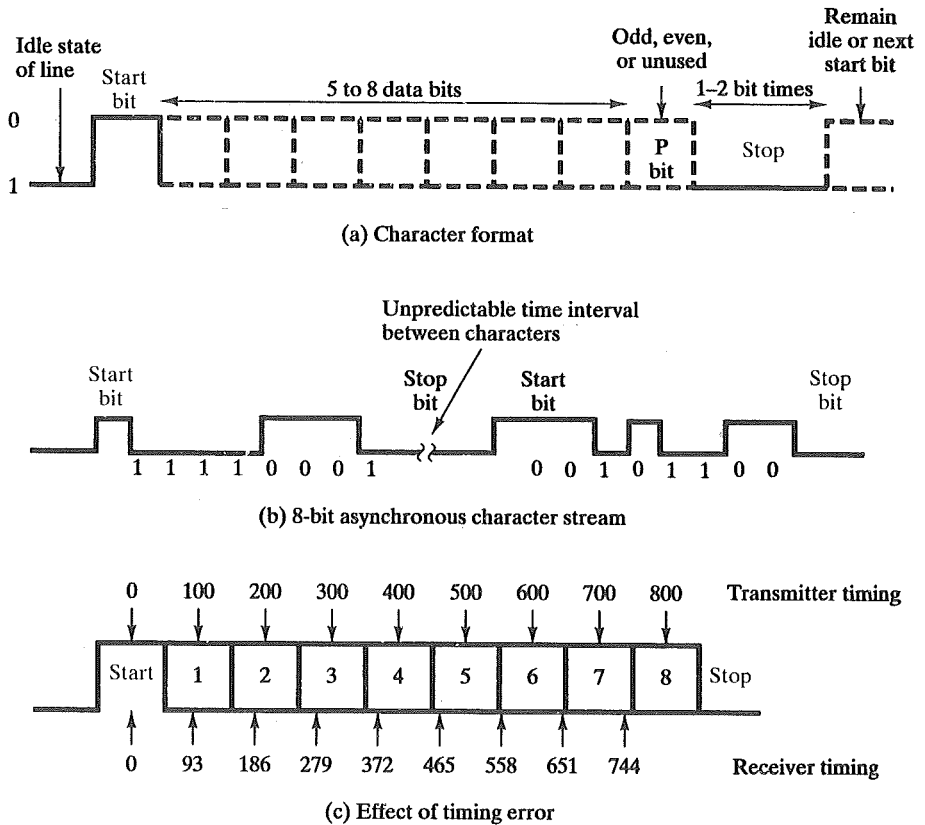 Idle state
of line
Start
bit
5 to 8 data bits
Odd, even,
or unused
1–2 bit times
Remain
idle or next
start bit
0
1
P
bit
Stop
(a) Character format
Unpredictable time interval
between characters
Start
bit
Stop
bit
Start
bit
Stop
bit
1 1 1 1 0 0 0 1 0 0 1 0 1 1 0 0
(b) 8-bit asynchronous character stream
0 100 200 300 400 500 600 700 800 Transmitter timing
Start 1 2 3 4 5 6 7 8 Stop
0 93 186 279 372 465 558 651 744 Receiver timing
(c) Effect of timing error